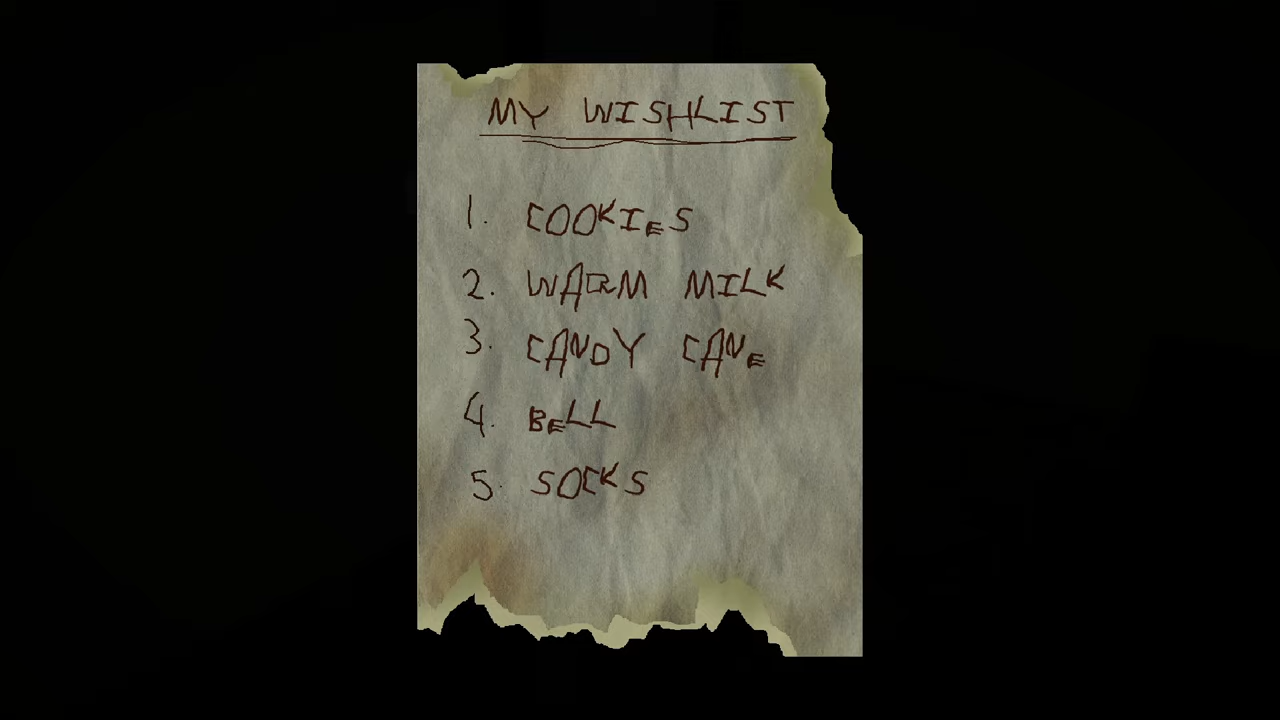 MY WISHLIST
1. COOKIES
2. WARM MILK
3. CANDY CANE
4. BELL
5. SOCKS